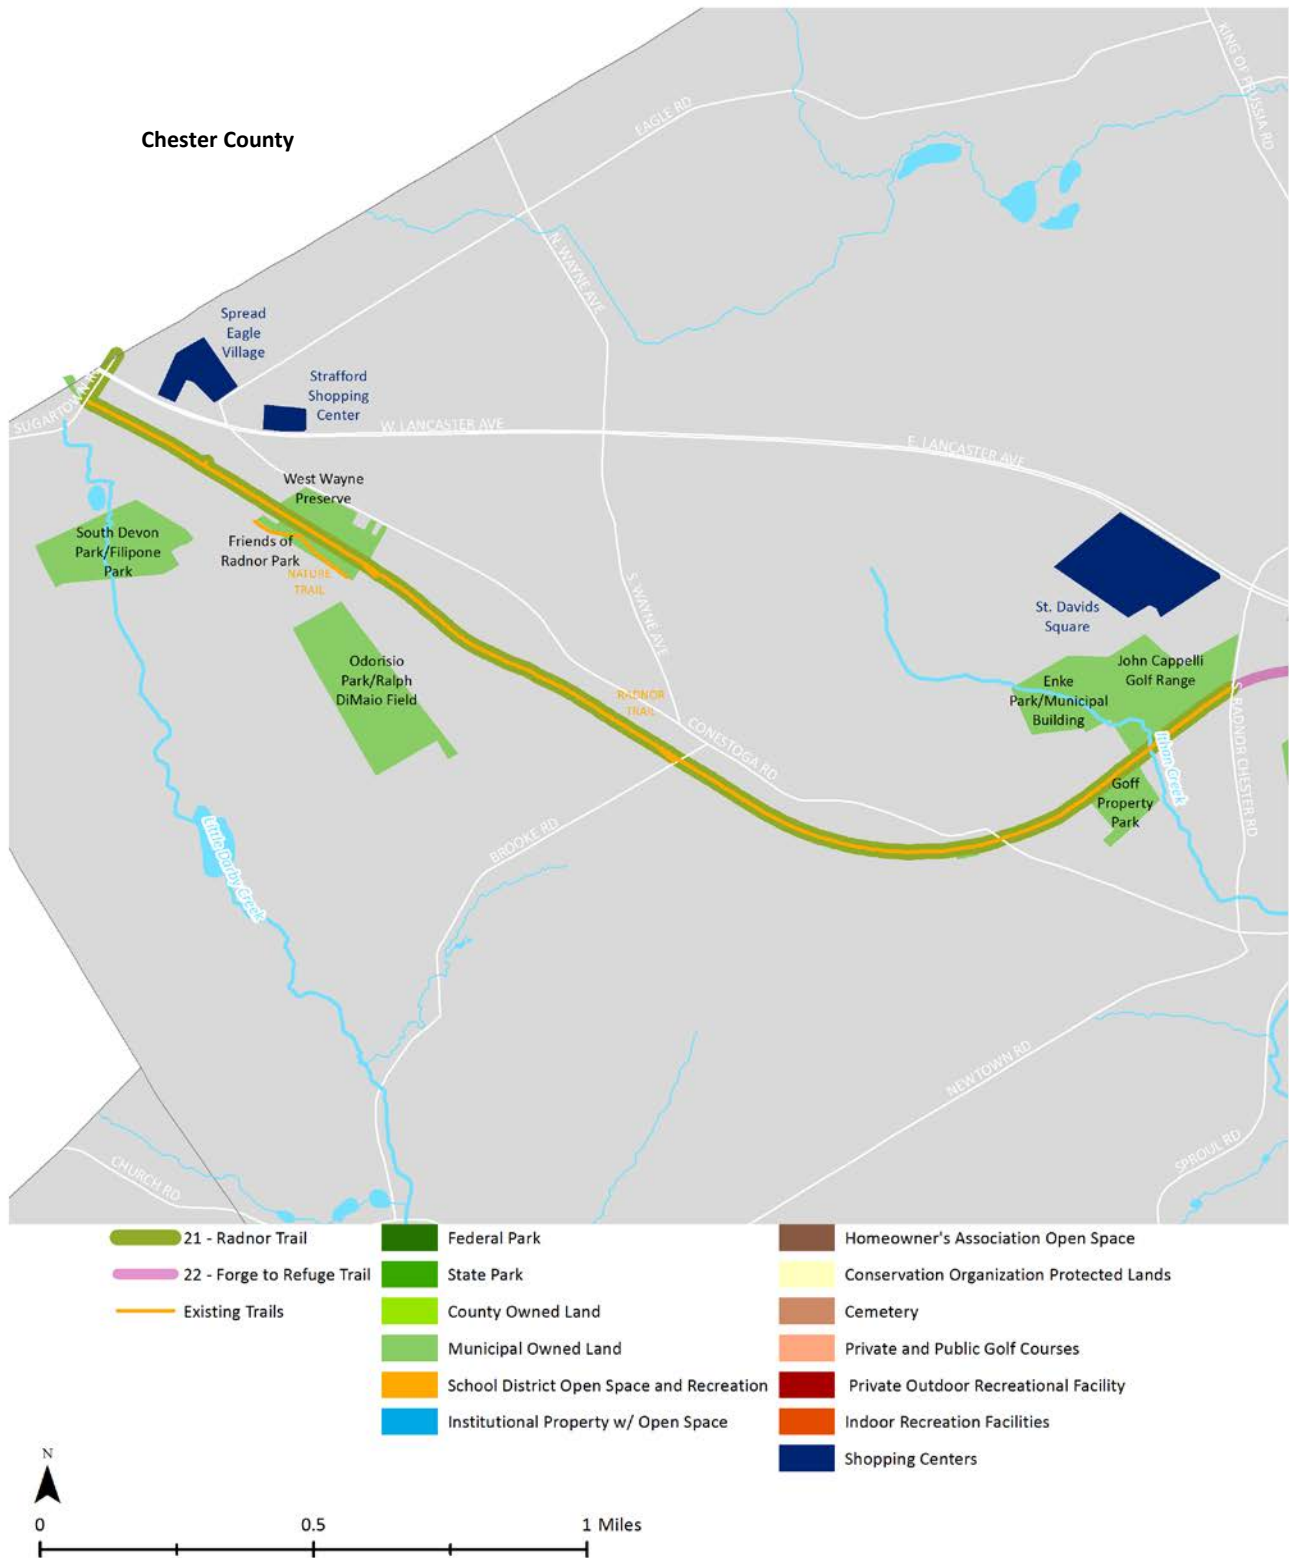 KING OF PRUSSIA RD
EAGLE RD
Chester County
N. WAYNE AVE
Spread
Eagle
Village
Strafford
Shopping
Center
SUGARTOWN RD
W. LANCASTER AVE
E. LANCASTER AVE
West Wayne
Preserve
South Devon
Park/Filipone
Park
Friends of
Radnor Park
NATURE
TRAIL
S. WAYNE AVE
St. Davids
Square
Odorisio
Park/Ralph
DiMaio Field
John Cappelli
Golf Range
Enke
Park/Municipal
Building
RADNOR
TRAIL
CONESTOGA RD
S. RADNOR CHESTER RD
Ithan Creek
Goff
Property
Park
BROOKE RD
Little Darby Creek
NEWTOWN RD
SPROUL RD
CHURCH RD
21 - Radnor Trail
22 - Forge to Refuge Trail
Existing Trails
Federal Park
State Park
County Owned Land
Municipal Owned Land
School District Open Space and Recreation
Institutional Property w/ Open Space
Homeowner's Association Open Space
Conservation Organization Protected Lands
Cemetery
Private and Public Golf Courses
Private Outdoor Recreational Facility
Indoor Recreation Facilities
Shopping Centers
N
0 0.5 1 Miles